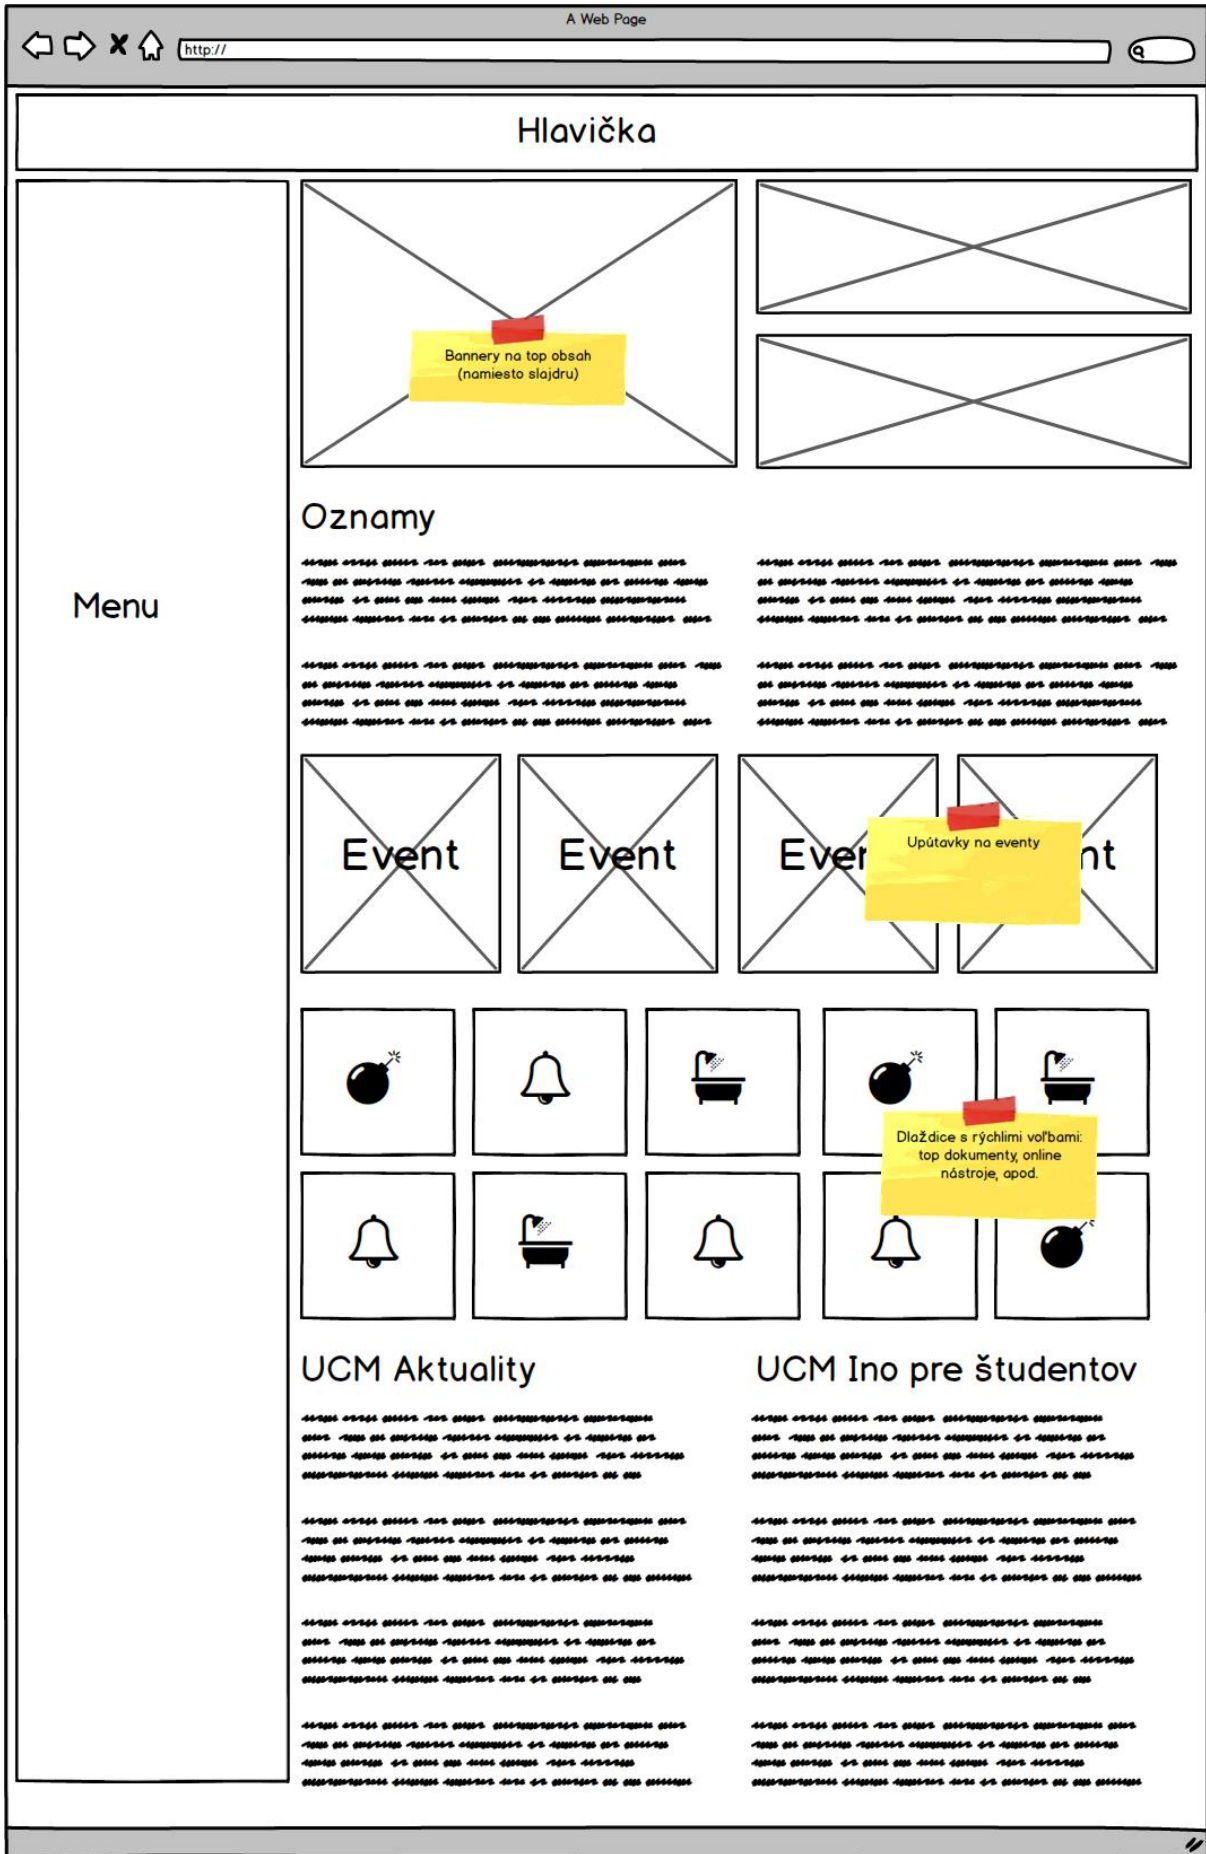 A Web Page
http://
Hlavička
Menu
Bannery na top obsah
(namiesto slajdru)
Oznamy
Event
Event
Even
nt
Upútavky na eventy
Dlaždice s rýchlimi voľbami:
top dokumenty, online
nástroje, apod.
UCM Aktuality
UCM Ino pre študentov